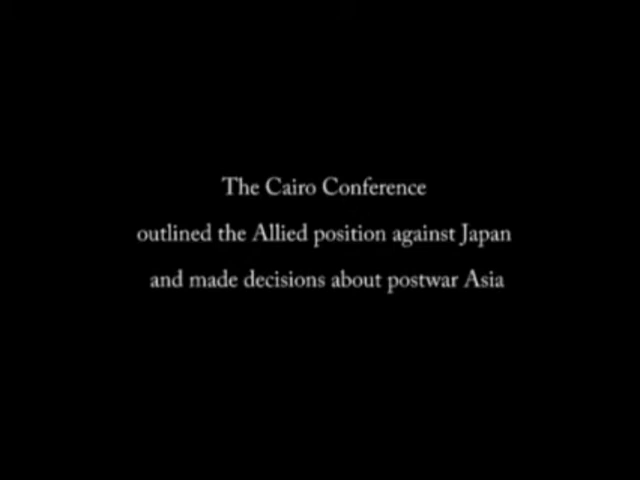 The Cairo Conference
outlined the Allied position against Japan
and made decisions about postwar Asia